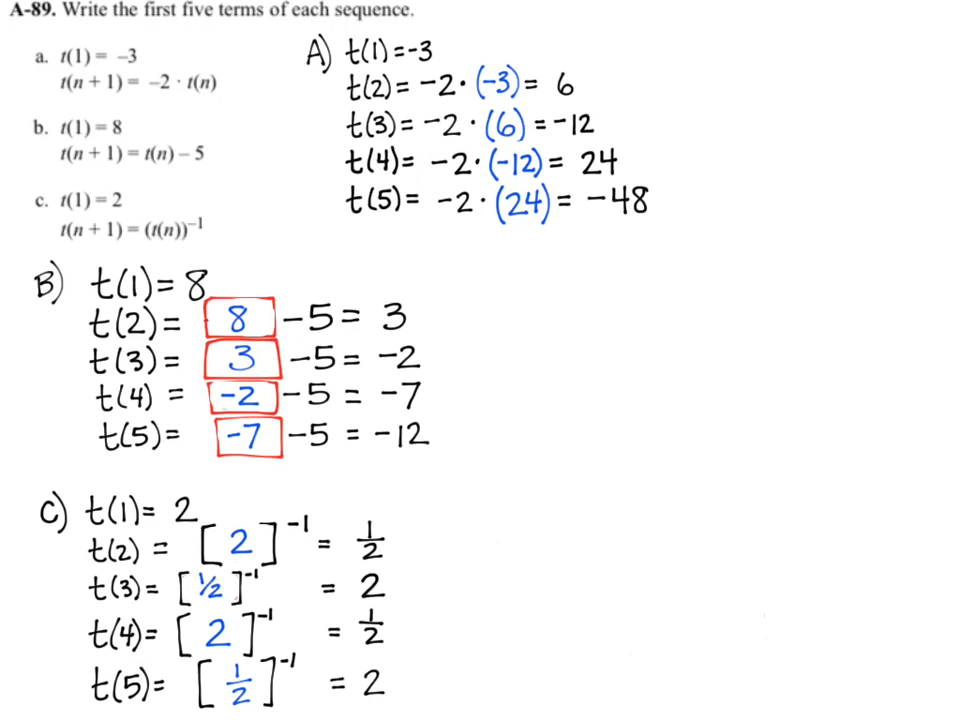 A-89. Write the first five terms of each sequence.
a. t(1) = –3
t(n + 1) = –2 · t(n)
b. t(1) = 8
t(n + 1) = t(n) – 5
c. t(1) = 2
t(n + 1) = (t(n))⁻¹
A) t(1) = -3
t(2) = -2 · (-3) = 6
t(3) = -2 · (6) = -12
t(4) = -2 · (-12) = 24
t(5) = -2 · (24) = -48
B) t(1) = 8
t(2) = 8 - 5 = 3
t(3) = 3 - 5 = -2
t(4) = -2 - 5 = -7
t(5) = -7 - 5 = -12
C) t(1) = 2
t(2) = [2]⁻¹ = 1/2
t(3) = [1/2]⁻¹ = 2
t(4) = [2]⁻¹ = 1/2
t(5) = [1/2]⁻¹ = 2